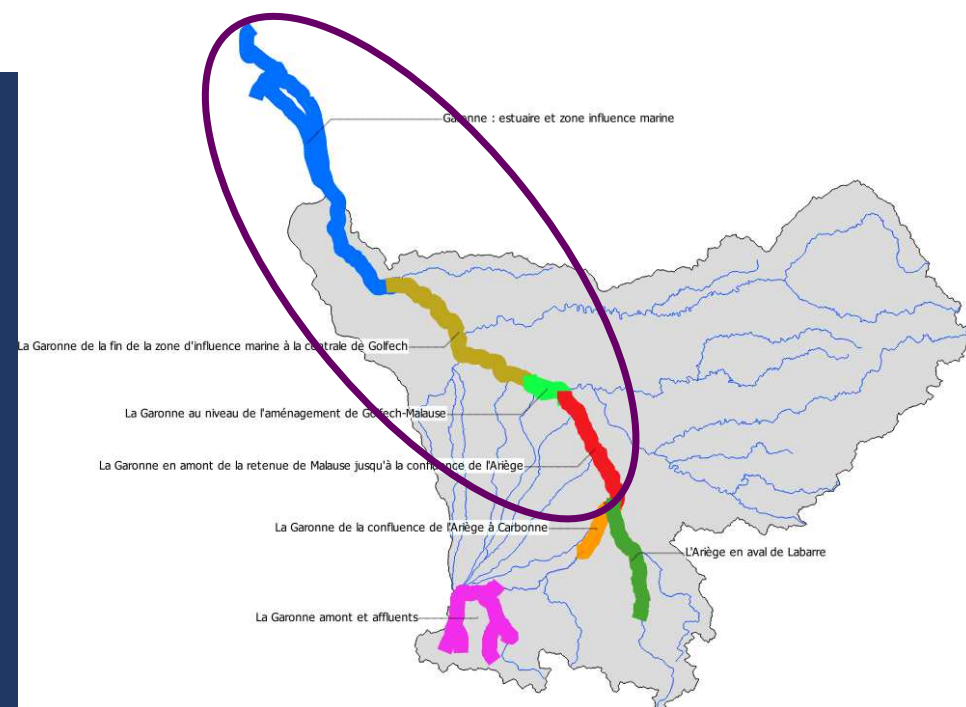 Garonne : estuaire et zone influence marine
La Garonne de la fin de la zone d'influence marine à la centrale de Golfech
La Garonne au niveau de l'aménagement de Golfech-Malause
La Garonne en amont de la retenue de Malause jusqu'à la confluence de l'Ariège
La Garonne de la confluence de l'Ariège à Carbonne
L'Ariège en aval de Labarre
La Garonne amont et affluents